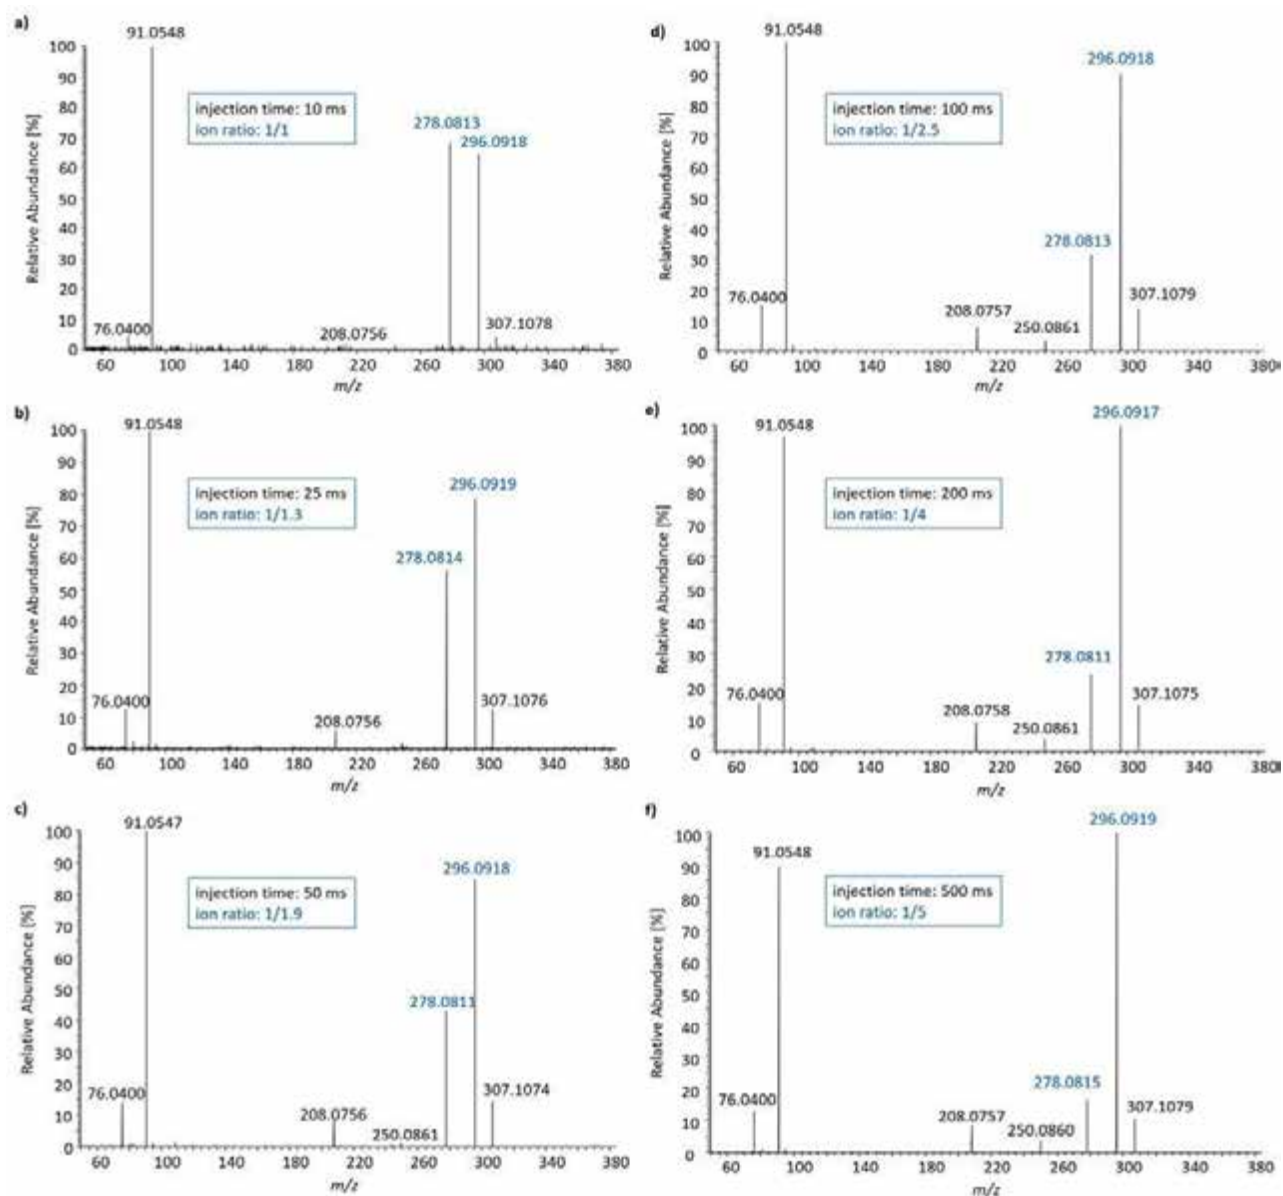 a)
91.0548
100
90
80
70
60
50
40
30
20
10
0
Relative Abundance [%]
injection time: 10 ms
ion ratio: 1/1
278.0813
296.0918
76.0400
208.0756
307.1078
60 100 140 180 220 260 300 340 380
m/z
b)
91.0548
100
90
80
70
60
50
40
30
20
10
0
Relative Abundance [%]
injection time: 25 ms
ion ratio: 1/1.3
296.0919
278.0814
76.0400
208.0756
307.1076
60 100 140 180 220 260 300 340 380
m/z
c)
91.0547
100
90
80
70
60
50
40
30
20
10
0
Relative Abundance [%]
injection time: 50 ms
ion ratio: 1/1.9
296.0918
278.0811
76.0400
208.0756
250.0861
307.1074
60 100 140 180 220 260 300 340 380
m/z
d)
91.0548
100
90
80
70
60
50
40
30
20
10
0
Relative Abundance [%]
injection time: 100 ms
ion ratio: 1/2.5
296.0918
278.0813
76.0400
208.0757
250.0861
307.1079
60 100 140 180 220 260 300 340 380
m/z
e)
296.0917
91.0548
100
90
80
70
60
50
40
30
20
10
0
Relative Abundance [%]
injection time: 200 ms
ion ratio: 1/4
278.0811
76.0400
208.0758
250.0861
307.1075
60 100 140 180 220 260 300 340 380
m/z
f)
296.0919
91.0548
100
90
80
70
60
50
40
30
20
10
0
Relative Abundance [%]
injection time: 500 ms
ion ratio: 1/5
278.0815
76.0400
208.0757
250.0860
307.1079
60 100 140 180 220 260 300 340 380
m/z